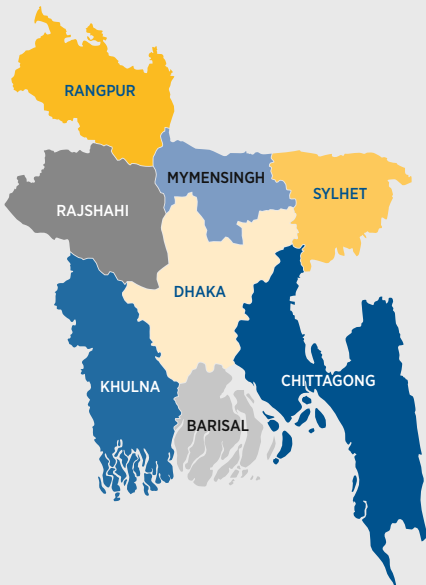 RANGPUR
MYMENSINGH
SYLHET
RAJSHAHI
DHAKA
CHITTAGONG
KHULNA
BARISAL